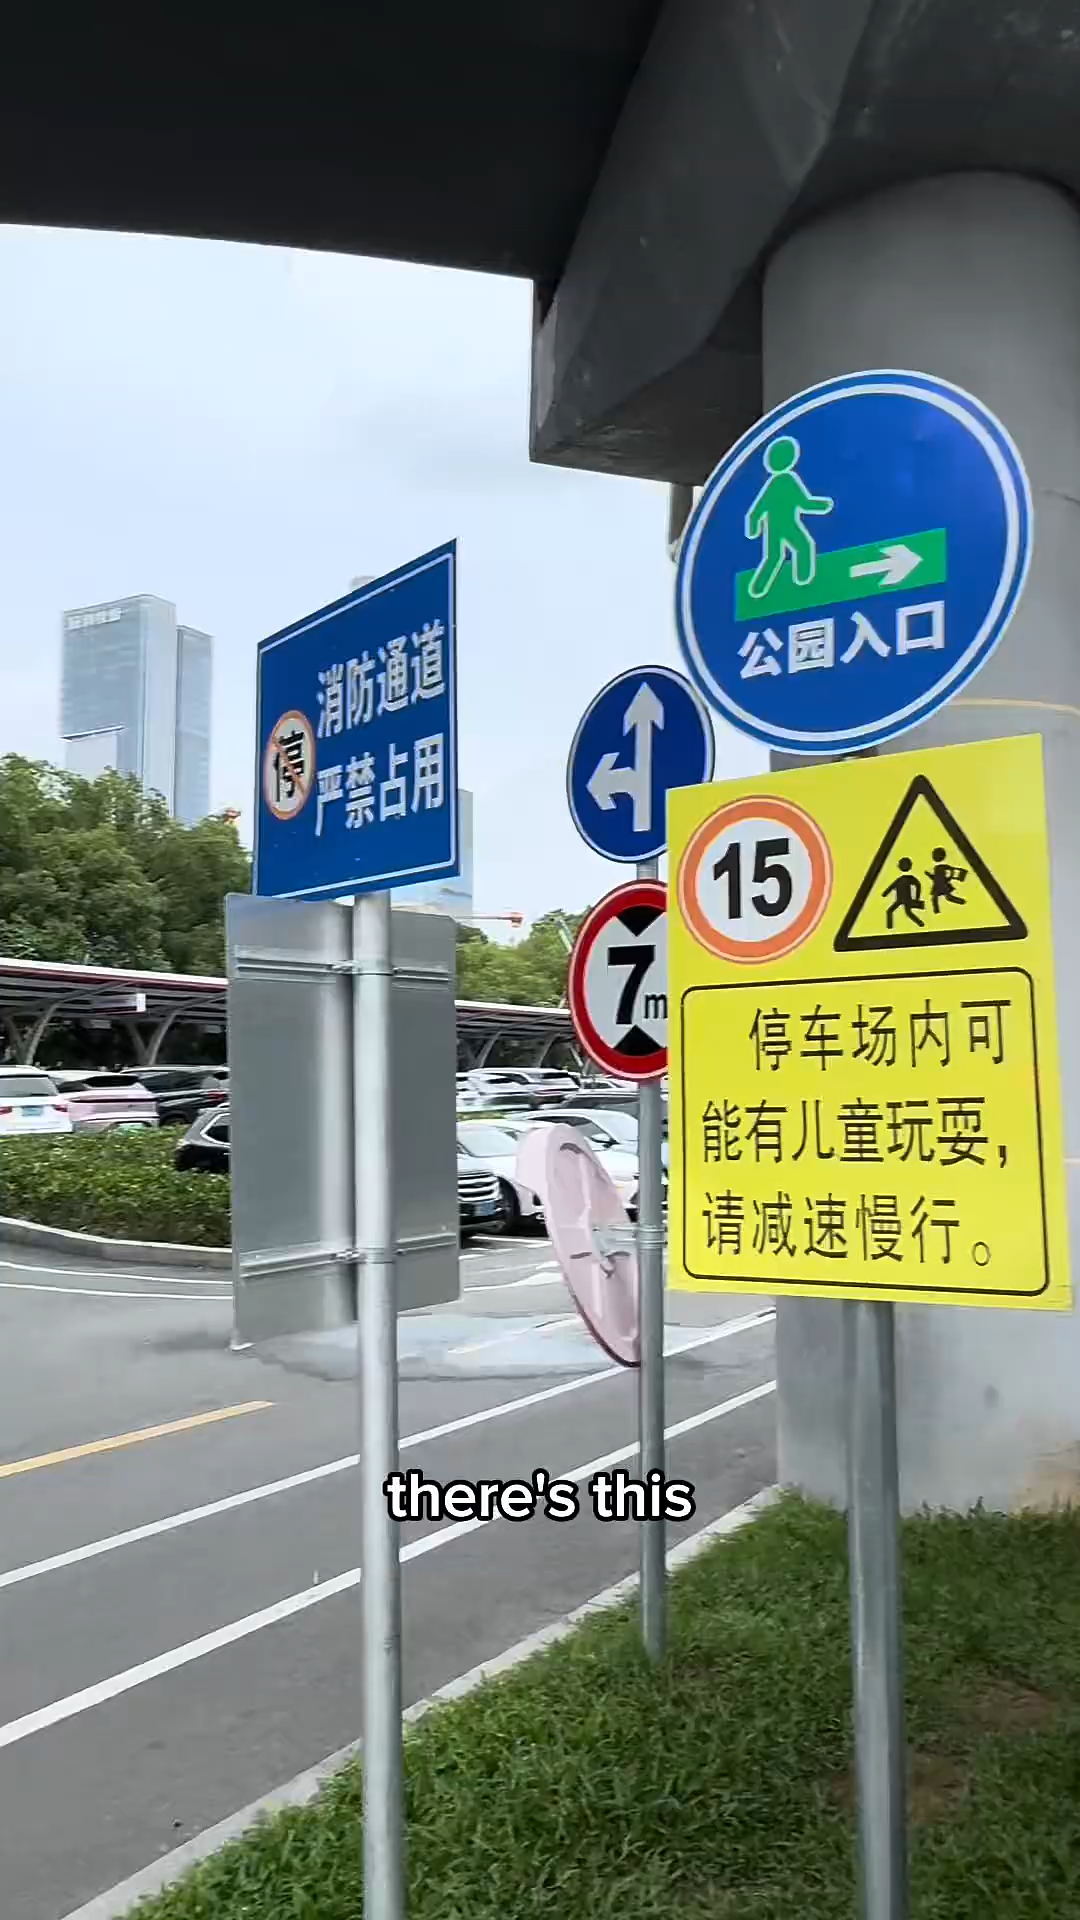 消防通道
停
严禁占用
公园入口
7m
15
停车场内可
能有儿童玩耍，
请减速慢行。
there's this